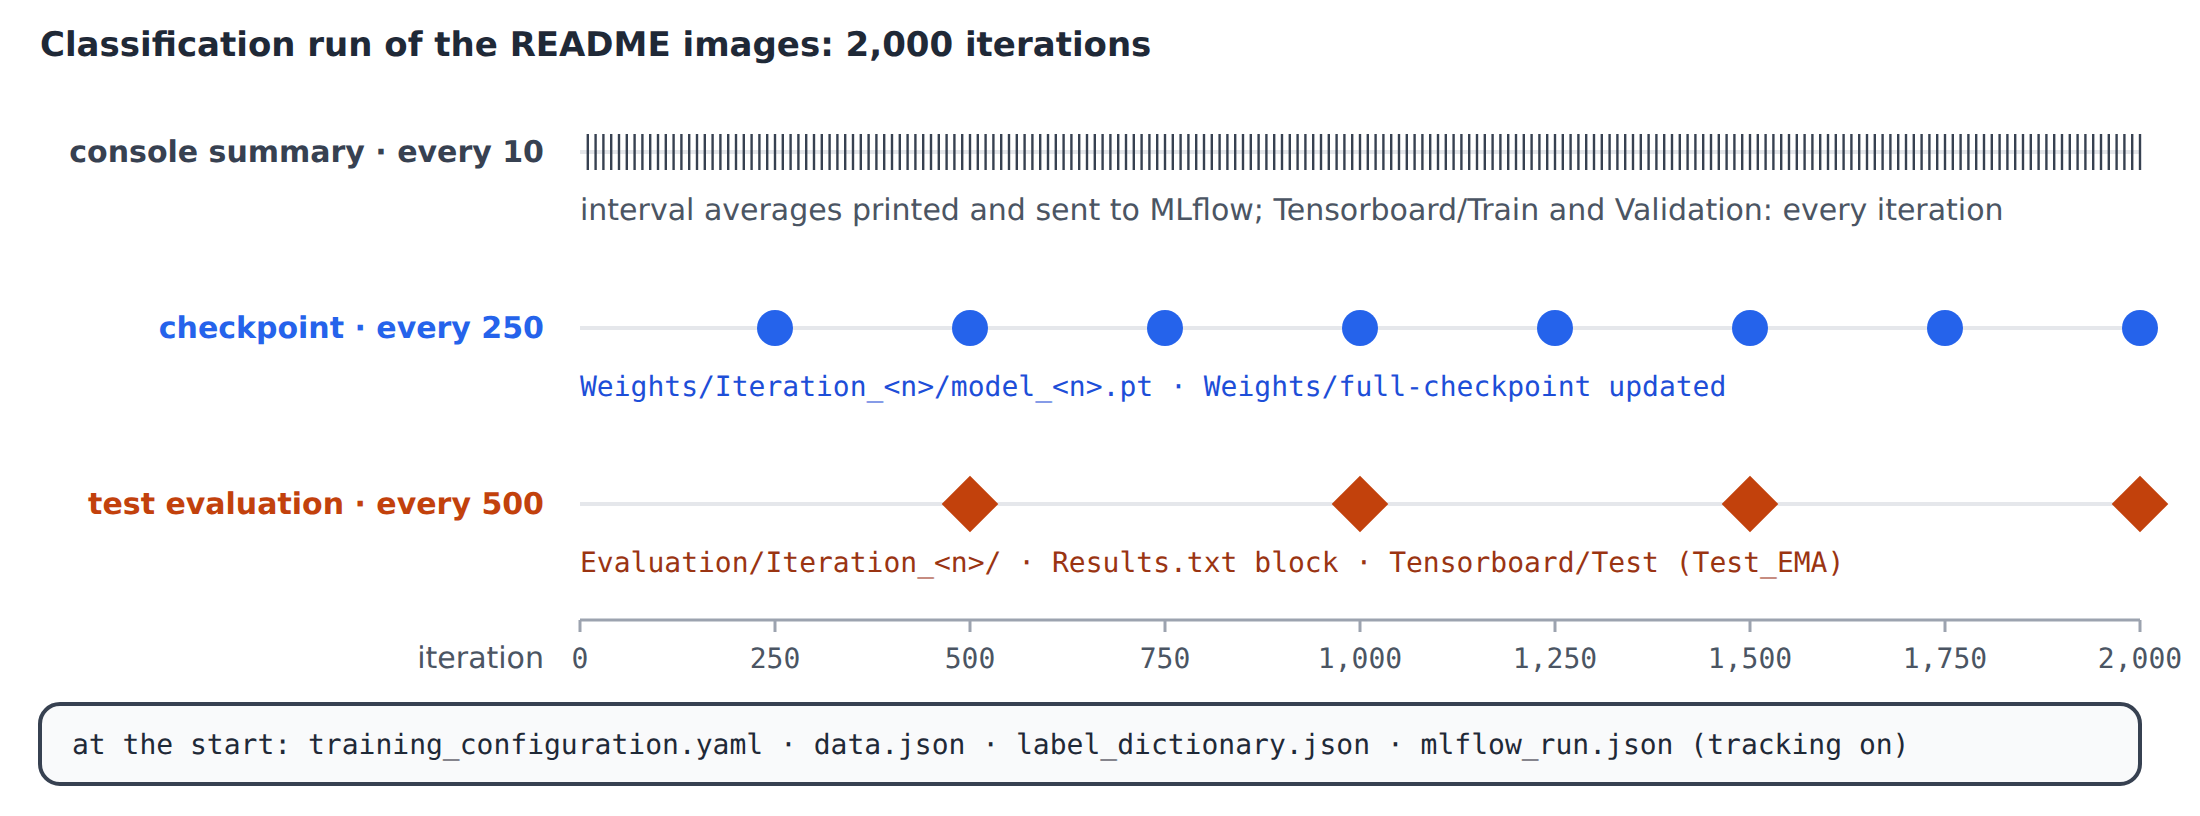 Classification run of the README images: 2,000 iterations
console summary · every 10
interval averages printed and sent to MLflow; Tensorboard/Train and Validation: every iteration
checkpoint · every 250
Weights/Iteration_<n>/model_<n>.pt · Weights/full-checkpoint updated
test evaluation · every 500
Evaluation/Iteration_<n>/ · Results.txt block · Tensorboard/Test (Test_EMA)
iteration 0 250 500 750 1,000 1,250 1,500 1,750 2,000
at the start: training_configuration.yaml · data.json · label_dictionary.json · mlflow_run.json (tracking on)